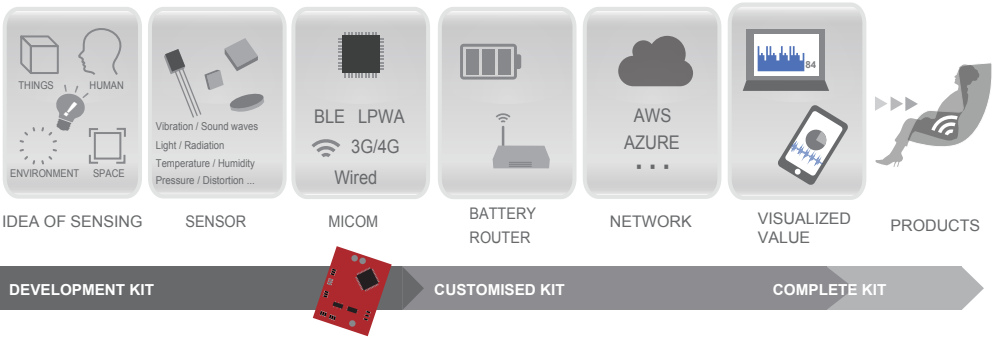 THINGS
HUMAN
ENVIRONMENT
SPACE
IDEA OF SENSING
Vibration / Sound waves
Light / Radiation
Temperature / Humidity
Pressure / Distortion ...
SENSOR
BLE LPWA
3G/4G
Wired
MICOM
BATTERY
ROUTER
AWS
AZURE
...
NETWORK
84
VISUALIZED
VALUE
PRODUCTS
DEVELOPMENT KIT
CUSTOMISED KIT
COMPLETE KIT